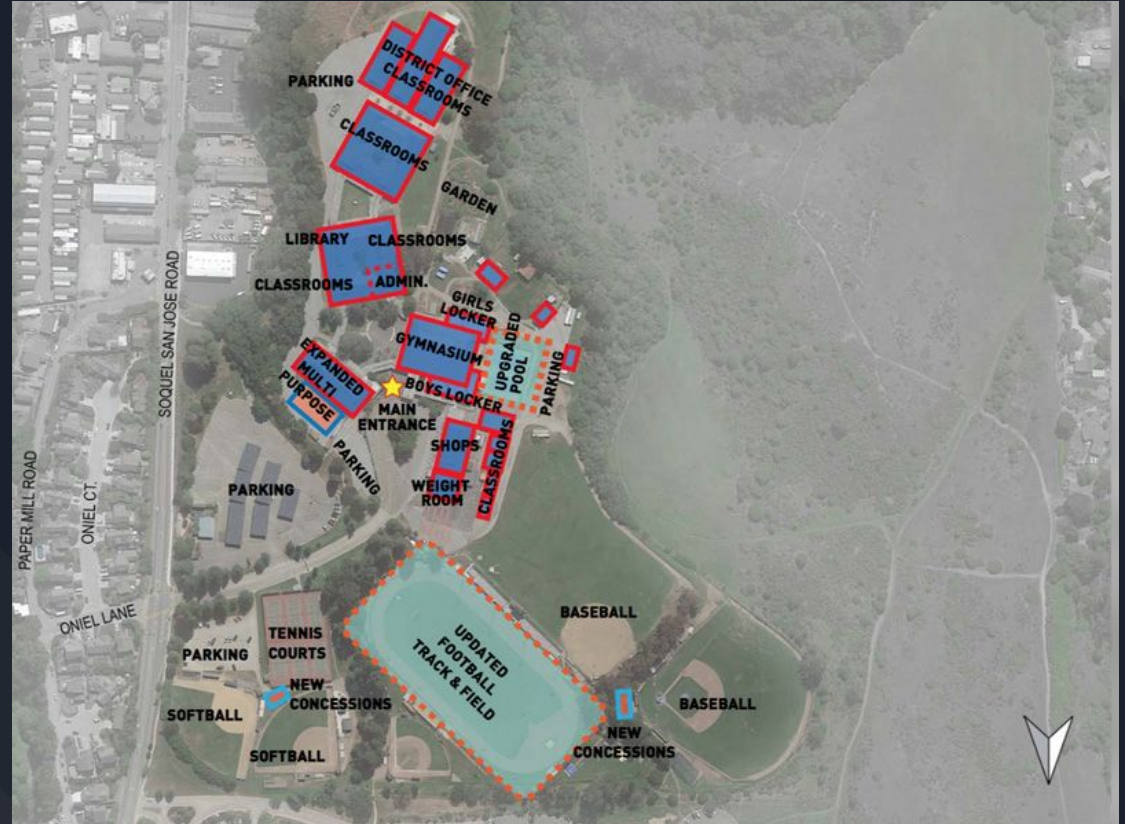 DISTRICT OFFICE
CLASSROOMS
PARKING
CLASSROOMS
GARDEN
LIBRARY
CLASSROOMS
CLASSROOMS
ADMIN.
GIRLS
LOCKER
GYMNASIUM
UPGRADED
POOL
PARKING
EXPANDED
MULTI
PURPOSE
BOYS LOCKER
MAIN
ENTRANCE
SHOPS
CLASSROOMS
WEIGHT
ROOM
PARKING
PARKING
SOQUEL SAN JOSE ROAD
PAPER MILL ROAD
ONIEL CT.
ONIEL LANE
TENNIS
COURTS
PARKING
UPDATED
FOOTBALL
TRACK & FIELD
BASEBALL
BASEBALL
NEW
CONCESSIONS
SOFTBALL
SOFTBALL
NEW
CONCESSIONS